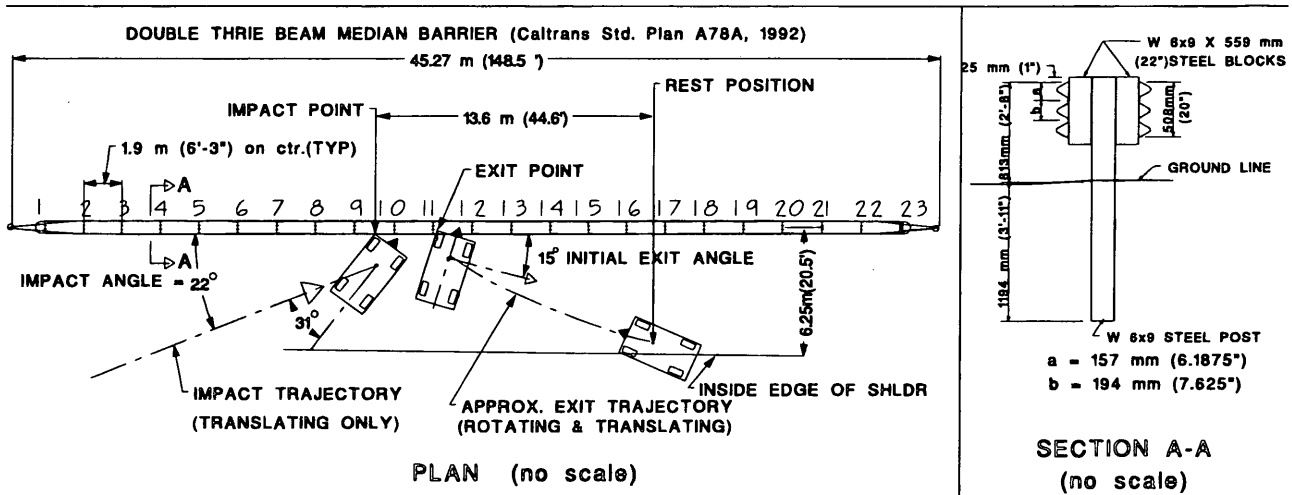 DOUBLE THRIE BEAM MEDIAN BARRIER (Caltrans Std. Plan A78A, 1992)
45.27 m (148.5 ')
IMPACT POINT
REST POSITION
13.6 m (44.6')
1.9 m (6'-3") on ctr.(TYP)
EXIT POINT
A
1 2 3 4 5 6 7 8 9 10 11 12 13 14 15 16 17 18 19 20 21 22 23
A
IMPACT ANGLE = 22°
15° INITIAL EXIT ANGLE
6.25m(20.5')
31°
IMPACT TRAJECTORY
(TRANSLATING ONLY)
APPROX. EXIT TRAJECTORY
(ROTATING & TRANSLATING)
INSIDE EDGE OF SHLDR
PLAN (no scale)
W 6x9 X 559 mm
(22")STEEL BLOCKS
25 mm (1")
a
b
508mm
(20")
813mm (2'-8")
GROUND LINE
1194 mm (3'-11")
W 6x9 STEEL POST
a = 157 mm (6.1875")
b = 194 mm (7.625")
SECTION A-A
(no scale)